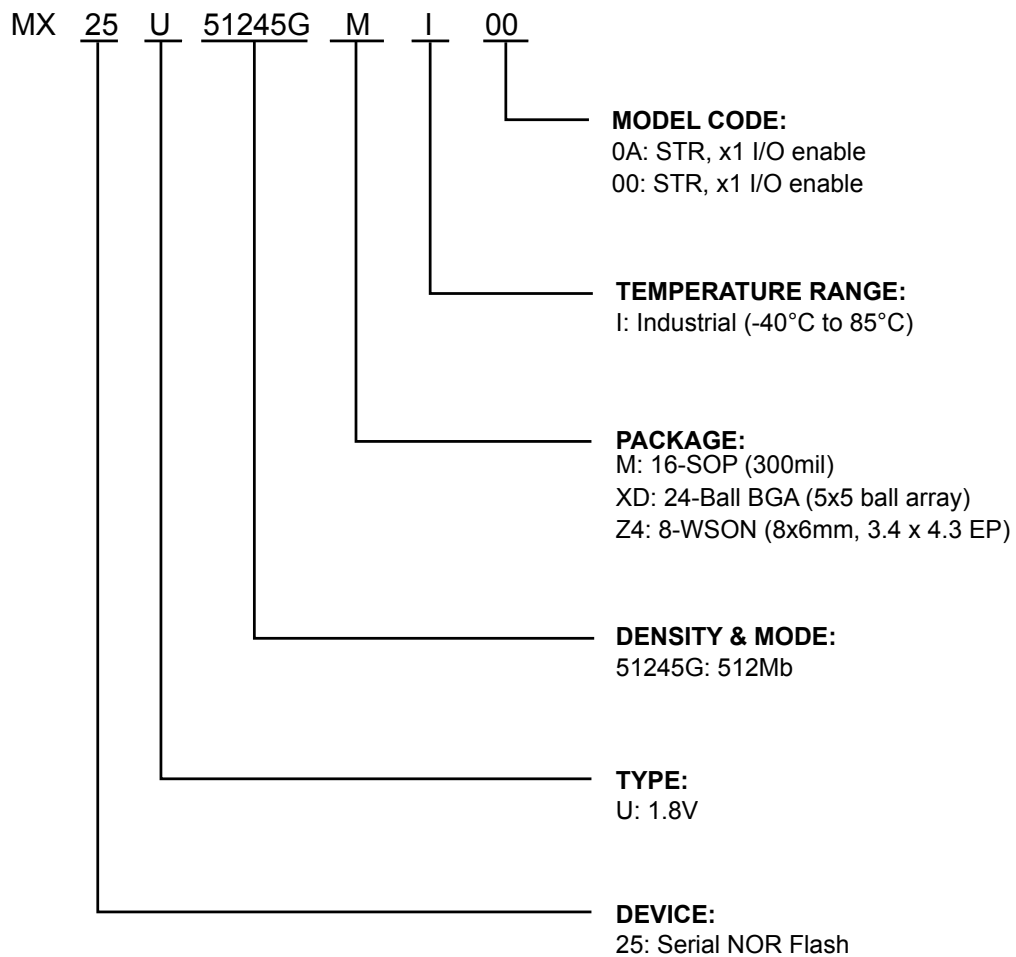 MX 25 U 51245G M I 00
MODEL CODE:
0A: STR, x1 I/O enable
00: STR, x1 I/O enable
TEMPERATURE RANGE:
I: Industrial (-40°C to 85°C)
PACKAGE:
M: 16-SOP (300mil)
XD: 24-Ball BGA (5x5 ball array)
Z4: 8-WSON (8x6mm, 3.4 x 4.3 EP)
DENSITY & MODE:
51245G: 512Mb
TYPE:
U: 1.8V
DEVICE:
25: Serial NOR Flash